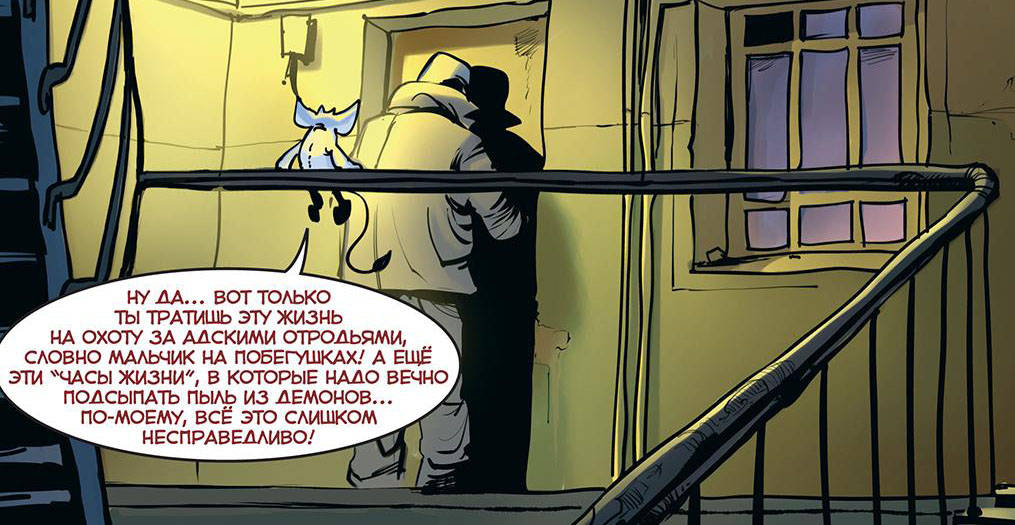 НУ ДА... ВОТ ТОЛЬКО
ТЫ ТРАТИШЬ ЭТУ ЖИЗНЬ
НА ОХОТУ ЗА АДСКИМИ ОТРОДЬЯМИ,
СЛОВНО МАЛЬЧИК НА ПОБЕГУШКАХ! А ЕЩЁ
ЭТИ "ЧАСЫ ЖИЗНИ", В КОТОРЫЕ НАДО ВЕЧНО
ПОДСЫПАТЬ ПЫЛЬ ИЗ ДЕМОНОВ...
ПО-МОЕМУ, ВСЁ ЭТО СЛИШКОМ
НЕСПРАВЕДЛИВО!